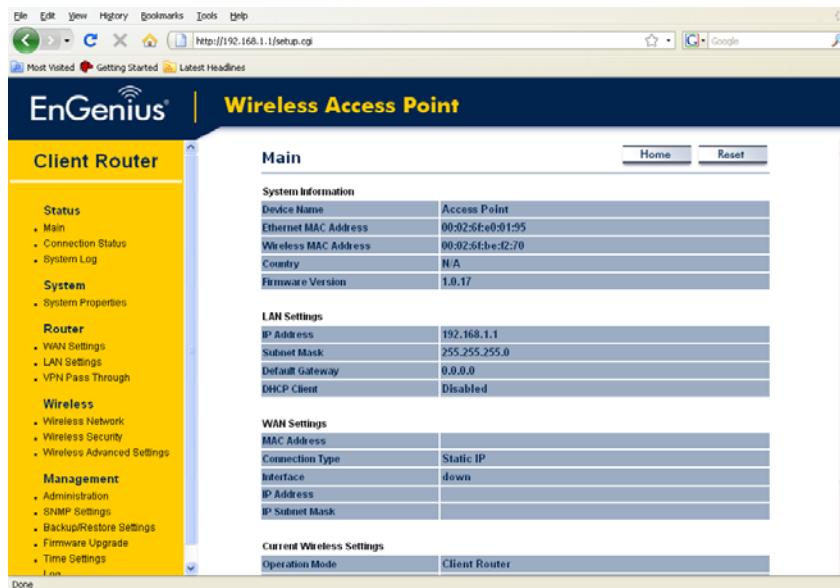 File Edit View History Bookmarks Tools Help
http://192.168.1.1/setup.cgi
Google
Most Visited Getting Started Latest Headlines
EnGenius® Wireless Access Point
Client Router
Status
Main
Connection Status
System Log
System
System Properties
Router
WAN Settings
LAN Settings
VPN Pass Through
Wireless
Wireless Network
Wireless Security
Wireless Advanced Settings
Management
Administration
SNMP Settings
Backup/Restore Settings
Firmware Upgrade
Time Settings
Log
Main Home Reset
System Information
Device Name Access Point
Ethernet MAC Address 00:02:6f:e0:01:95
Wireless MAC Address 00:02:6f:be:f2:70
Country N/A
Firmware Version 1.0.17
LAN Settings
IP Address 192.168.1.1
Subnet Mask 255.255.255.0
Default Gateway 0.0.0.0
DHCP Client Disabled
WAN Settings
MAC Address
Connection Type Static IP
Interface down
IP Address
IP Subnet Mask
Current Wireless Settings
Operation Mode Client Router
Done